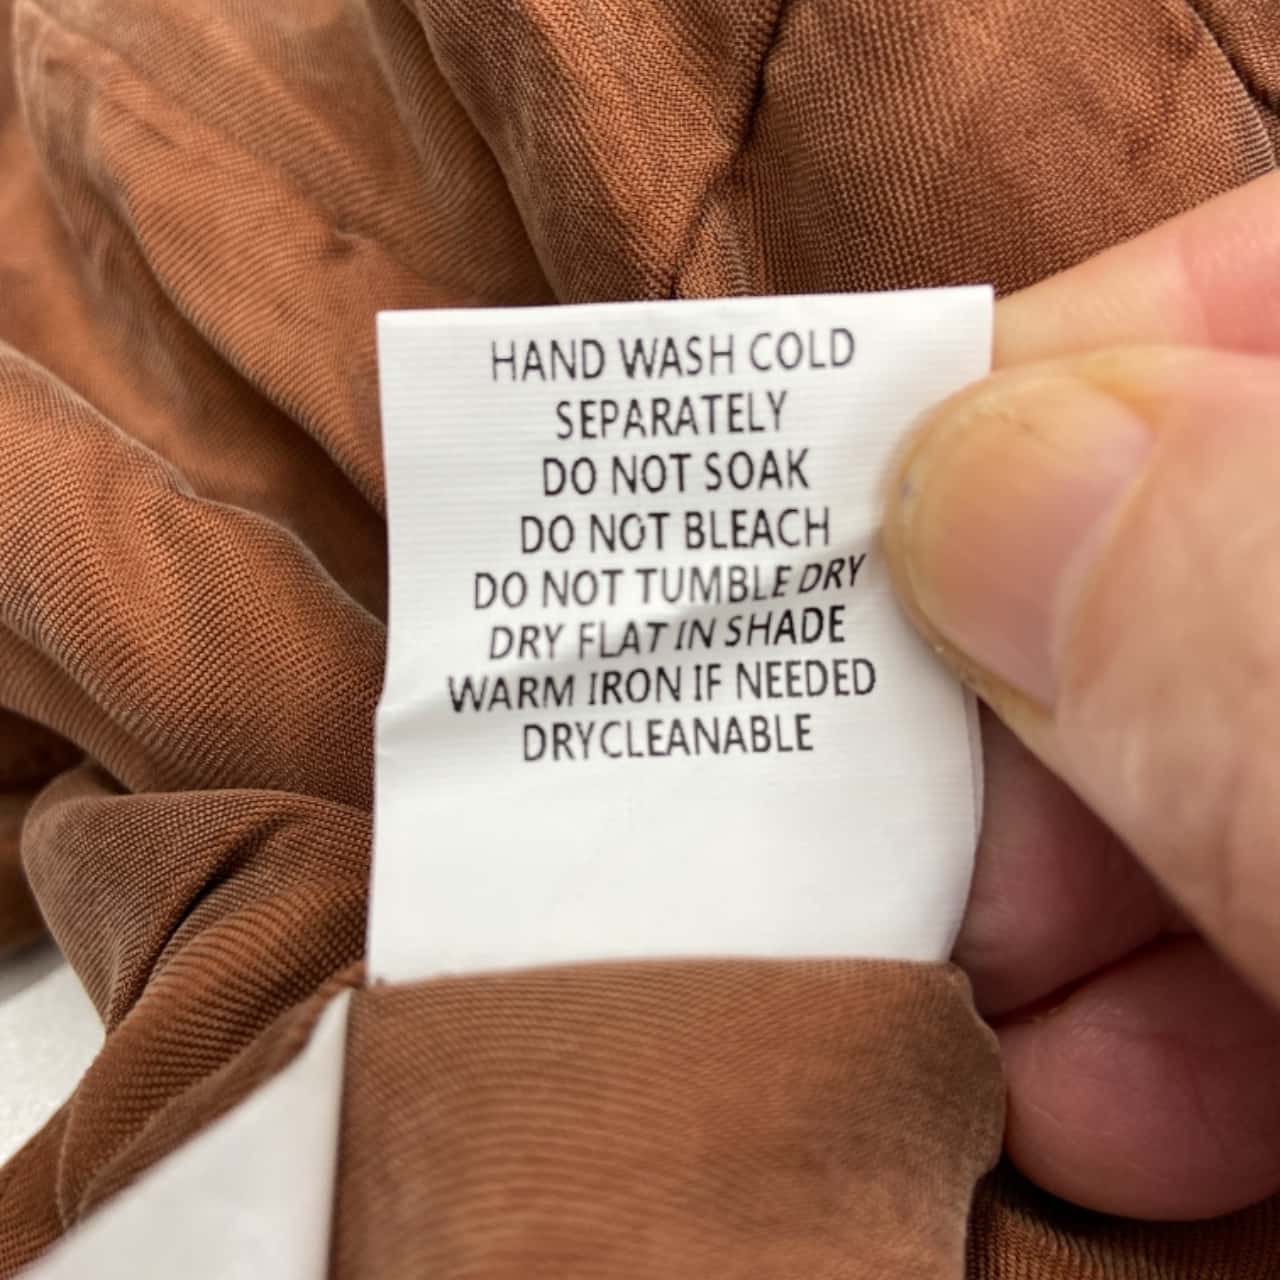 HAND WASH COLD
SEPARATELY
DO NOT SOAK
DO NOT BLEACH
DO NOT TUMBLE DRY
DRY FLAT IN SHADE
WARM IRON IF NEEDED
DRYCLEANABLE